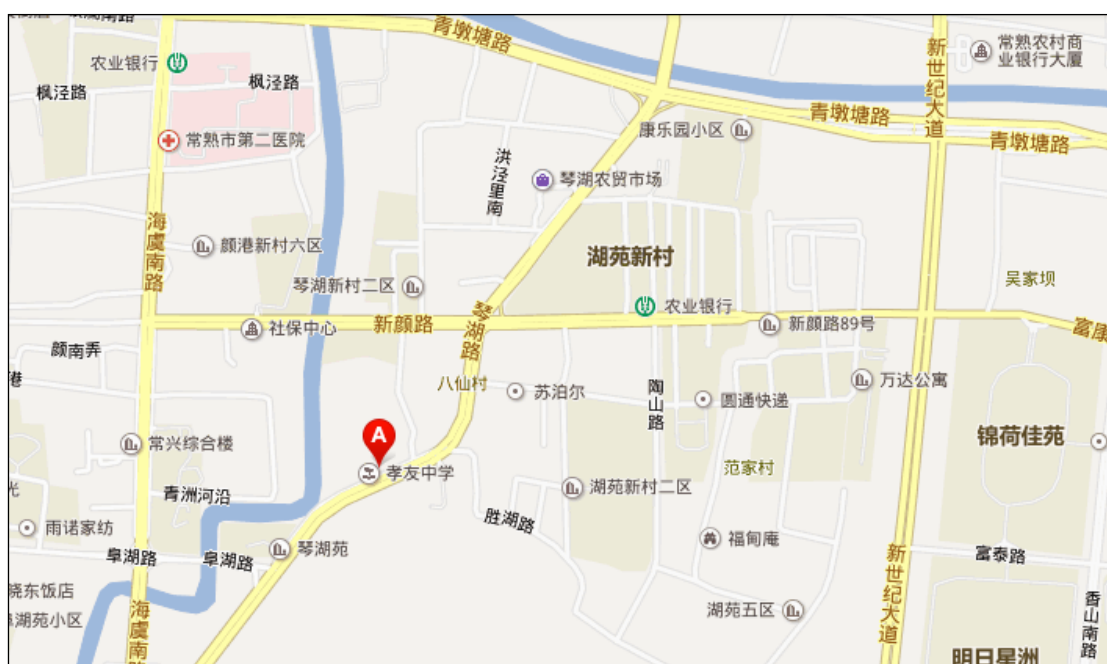 青墩塘路
新世纪大道
常熟农村商
业银行大厦
农业银行
枫泾路
枫泾路
康乐园小区
青墩塘路
青墩塘路
常熟市第二医院
洪泾里南
琴湖农贸市场
海虞南路
颜港新村六区
湖苑新村
吴家坝
琴湖新村二区
农业银行
社保中心
新颜路
琴湖路
新颜路89号
富康
颜南弄
港
八仙村
苏泊尔
陶山路
圆通快递
万达公寓
A
常兴综合楼
锦荷佳苑
孝友中学
范家村
光
青洲河沿
湖苑新村二区
雨诺家纺
胜湖路
福甸庵
琴湖苑
阜湖路
阜湖路
新世纪大道
富泰路
晓东饭店
湖苑小区
海虞南路
湖苑五区
香山南路
明日星洲